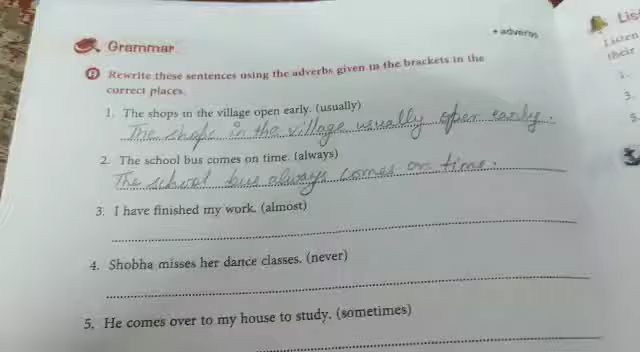 + adverbs
Grammar
B Rewrite these sentences using the adverbs given in the brackets in the
correct places.
1. The shops in the village open early. (usually)
The shops in the village usually open early.
2. The school bus comes on time. (always)
The school bus always comes on time.
3. I have finished my work. (almost)
4. Shobha misses her dance classes. (never)
5. He comes over to my house to study. (sometimes)
Lis
Listen
their
1.
3.
5.